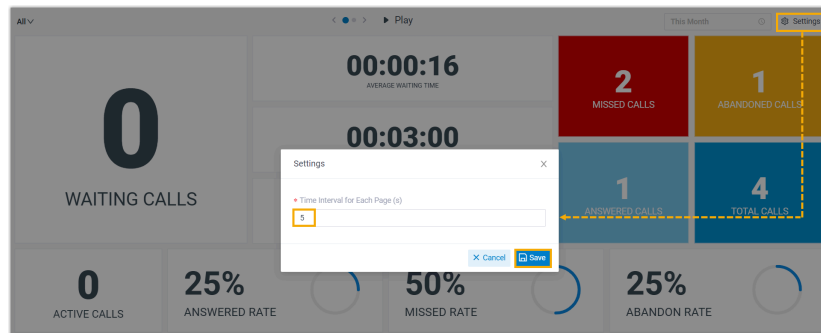 All
Play
This Month
Settings
0
WAITING CALLS
00:00:16
AVERAGE WAITING TIME
00:03:00
2
MISSED CALLS
1
ABANDONED CALLS
1
ANSWERED CALLS
4
TOTAL CALLS
Settings
* Time Interval for Each Page (s)
5
Cancel
Save
0
ACTIVE CALLS
25%
ANSWERED RATE
50%
MISSED RATE
25%
ABANDON RATE